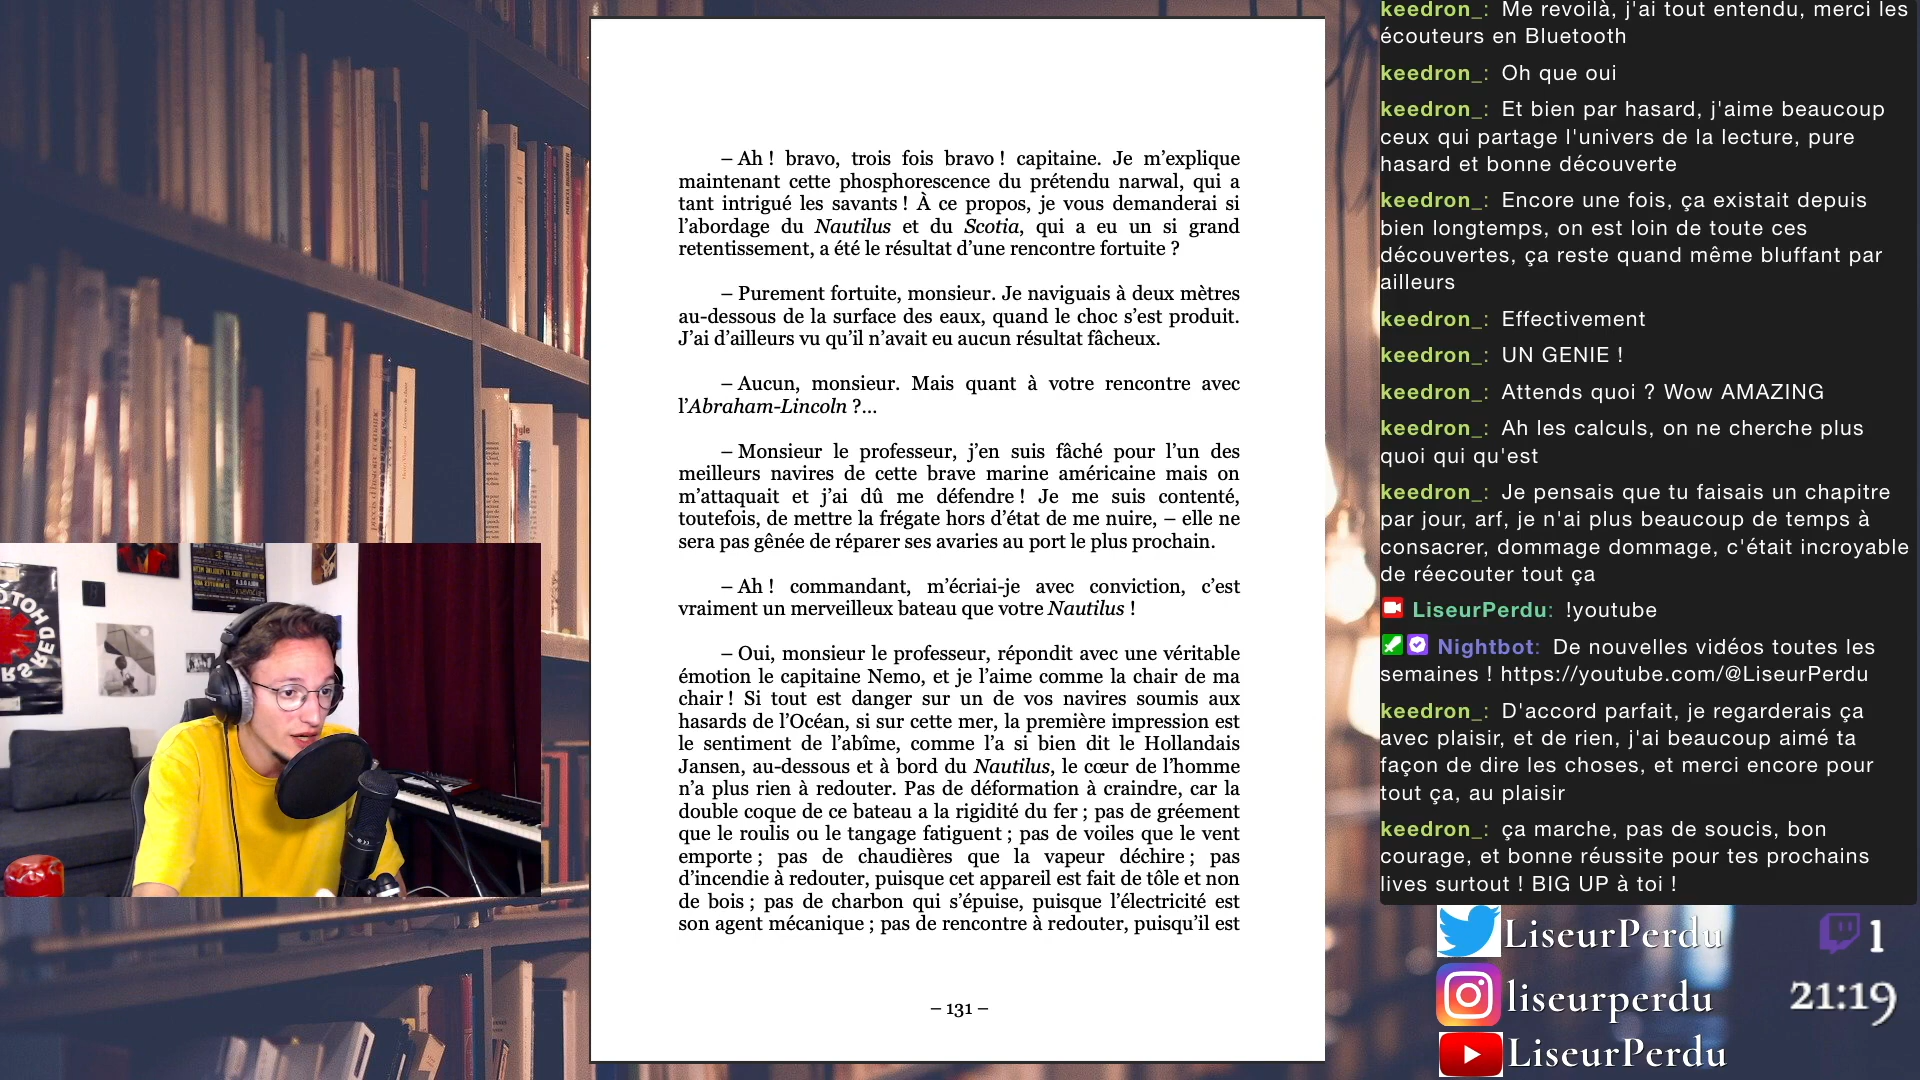 – Ah ! bravo, trois fois bravo ! capitaine. Je m’explique
maintenant cette phosphorescence du prétendu narwal, qui a
tant intrigué les savants ! À ce propos, je vous demanderai si
l’abordage du Nautilus et du Scotia, qui a eu un si grand
retentissement, a été le résultat d’une rencontre fortuite ?
– Purement fortuite, monsieur. Je naviguais à deux mètres
au-dessous de la surface des eaux, quand le choc s’est produit.
J’ai d’ailleurs vu qu’il n’avait eu aucun résultat fâcheux.
– Aucun, monsieur. Mais quant à votre rencontre avec
l’Abraham-Lincoln ?…
– Monsieur le professeur, j’en suis fâché pour l’un des
meilleurs navires de cette brave marine américaine mais on
m’attaquait et j’ai dû me défendre ! Je me suis contenté,
toutefois, de mettre la frégate hors d’état de me nuire, – elle ne
sera pas gênée de réparer ses avaries au port le plus prochain.
– Ah ! commandant, m’écriai-je avec conviction, c’est
vraiment un merveilleux bateau que votre Nautilus !
– Oui, monsieur le professeur, répondit avec une véritable
émotion le capitaine Nemo, et je l’aime comme la chair de ma
chair ! Si tout est danger sur un de vos navires soumis aux
hasards de l’Océan, si sur cette mer, la première impression est
le sentiment de l’abîme, comme l’a si bien dit le Hollandais
Jansen, au-dessous et à bord du Nautilus, le cœur de l’homme
n’a plus rien à redouter. Pas de déformation à craindre, car la
double coque de ce bateau a la rigidité du fer ; pas de gréement
que le roulis ou le tangage fatiguent ; pas de voiles que le vent
emporte ; pas de chaudières que la vapeur déchire ; pas
d’incendie à redouter, puisque cet appareil est fait de tôle et non
de bois ; pas de charbon qui s’épuise, puisque l’électricité est
son agent mécanique ; pas de rencontre à redouter, puisqu’il est
– 131 –
keedron_: Me revoilà, j'ai tout entendu, merci les
écouteurs en Bluetooth
keedron_: Oh que oui
keedron_: Et bien par hasard, j'aime beaucoup
ceux qui partage l'univers de la lecture, pure
hasard et bonne découverte
keedron_: Encore une fois, ça existait depuis
bien longtemps, on est loin de toute ces
découvertes, ça reste quand même bluffant par
ailleurs
keedron_: Effectivement
keedron_: UN GENIE !
keedron_: Attends quoi ? Wow AMAZING
keedron_: Ah les calculs, on ne cherche plus
quoi qui qu'est
keedron_: Je pensais que tu faisais un chapitre
par jour, arf, je n'ai plus beaucoup de temps à
consacrer, dommage dommage, c'était incroyable
de réecouter tout ça
LiseurPerdu: !youtube
Nightbot: De nouvelles vidéos toutes les
semaines ! https://youtube.com/@LiseurPerdu
keedron_: D'accord parfait, je regarderais ça
avec plaisir, et de rien, j'ai beaucoup aimé ta
façon de dire les choses, et merci encore pour
tout ça, au plaisir
keedron_: ça marche, pas de soucis, bon
courage, et bonne réussite pour tes prochains
lives surtout ! BIG UP à toi !
LiseurPerdu
1
liseurperdu
21:19
LiseurPerdu